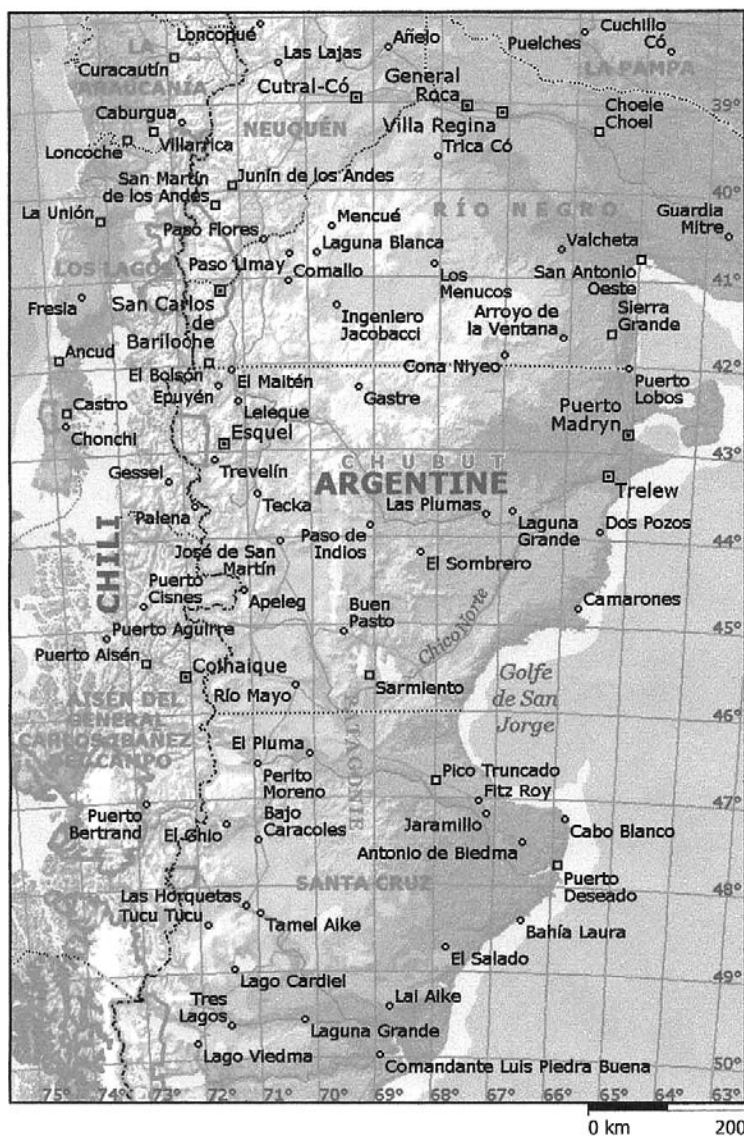 Loncopué
Cuchillo
Có
Puelches
Añelo
LA
ARAUCANÍA
Las Lajas
LA PAMPA
Curacautín
General
Roca
Cutral-Có
39°
Choele
Choel
Caburgua
NEUQUÉN
Villa Regina
Villarrica
Loncoche
Trica Có
San Martín
de los Andes
Junín de los Andes
40°
La Unión
Mencué
RÍO NEGRO
Guardia
Mitre
Paso Flores
Laguna Blanca
Valcheta
LOS LAGOS
Paso Limay
Comallo
Los
Menucos
San Antonio
Oeste
41°
San Carlos
de
Bariloche
Fresia
Ingeniero
Jacobacci
Arroyo de
la Ventana
Sierra
Grande
Ancud
Cona Niyeo
42°
El Bolsón
El Maitén
Puerto
Lobos
Epuyén
Gastre
Castro
Leleque
Puerto
Madryn
Chonchi
Esquel
CHUBUT
43°
Gessel
Trevelín
ARGENTINE
Trelew
Tecka
Las Plumas
Palena
Paso de
Indios
Laguna
Grande
Dos Pozos
CHILI
44°
José de San
Martín
El Sombrero
Puerto
Cisnes
Apeleg
Buen
Pasto
Camarones
Chico Norte
Puerto Aguirre
45°
Puerto Aisén
Coihaique
Golfe
de San
Jorge
Río Mayo
Sarmiento
AISÉN DEL
GENERAL
CARLOS IBÁÑEZ
DEL CAMPO
PATAGONIE
46°
El Pluma
Perito
Moreno
Pico Truncado
Fitz Roy
47°
Puerto
Bertrand
Bajo
Caracoles
El Ghio
Jaramillo
Cabo Blanco
Antonio de Biedma
SANTA CRUZ
Puerto
Deseado
48°
Las Horquetas
Tucu Tucu
Tamel Aike
Bahía Laura
El Salado
49°
Lago Cardiel
Tres
Lagos
Lai Aike
Laguna Grande
Lago Viedma
Comandante Luis Piedra Buena
50°
75° 74° 73° 72° 71° 70° 69° 68° 67° 66° 65° 64° 63°
0 km 200